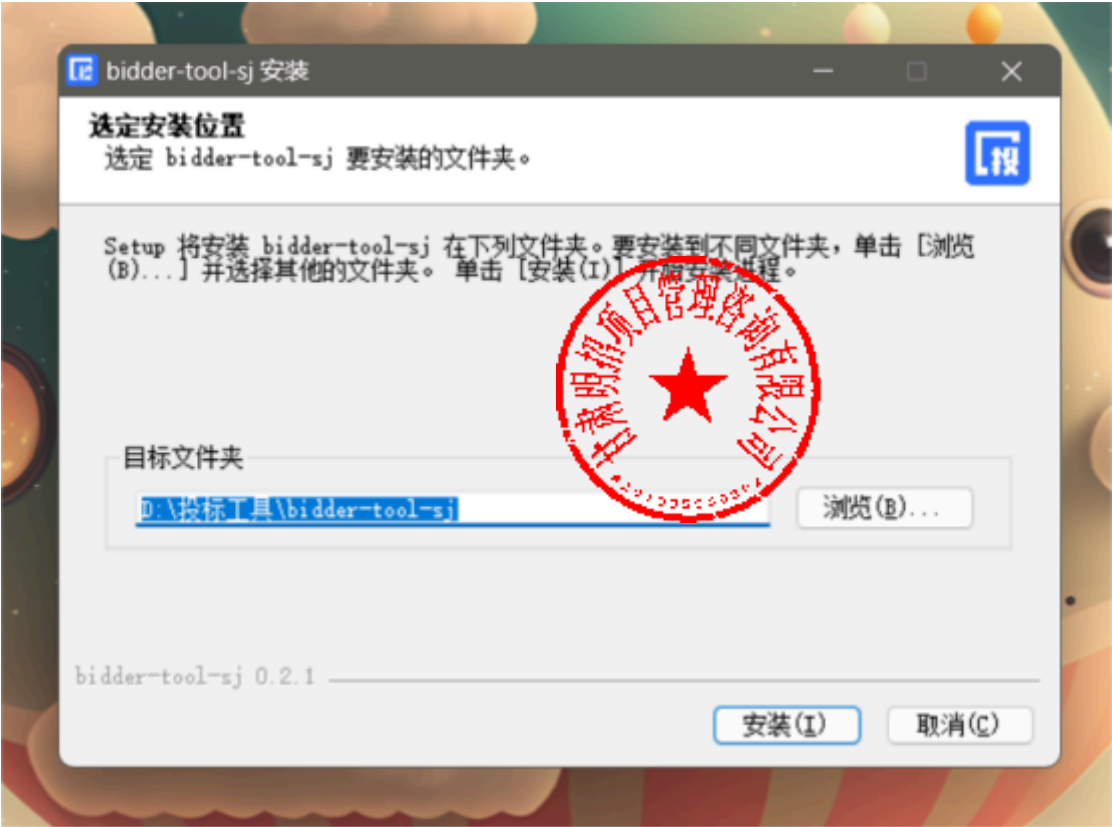 bidder-tool-sj 安装
选定安装位置
选定 bidder-tool-sj 要安装的文件夹。
投
Setup 将安装 bidder-tool-sj 在下列文件夹。要安装到不同文件夹，单击 [浏览
(B)...] 并选择其他的文件夹。 单击 [安装(I)] 开始安装进程。
甘肃明招项目管理咨询有限公司
目标文件夹
D:\投标工具\bidder-tool-sj
浏览(B)...
bidder-tool-sj 0.2.1
安装(I)
取消(C)